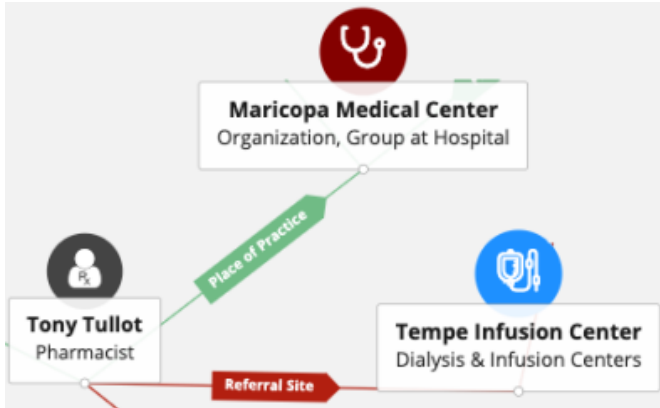 Maricopa Medical Center
Organization, Group at Hospital
Place of Practice
Rx
Tony Tullot
Pharmacist
Tempe Infusion Center
Dialysis & Infusion Centers
Referral Site